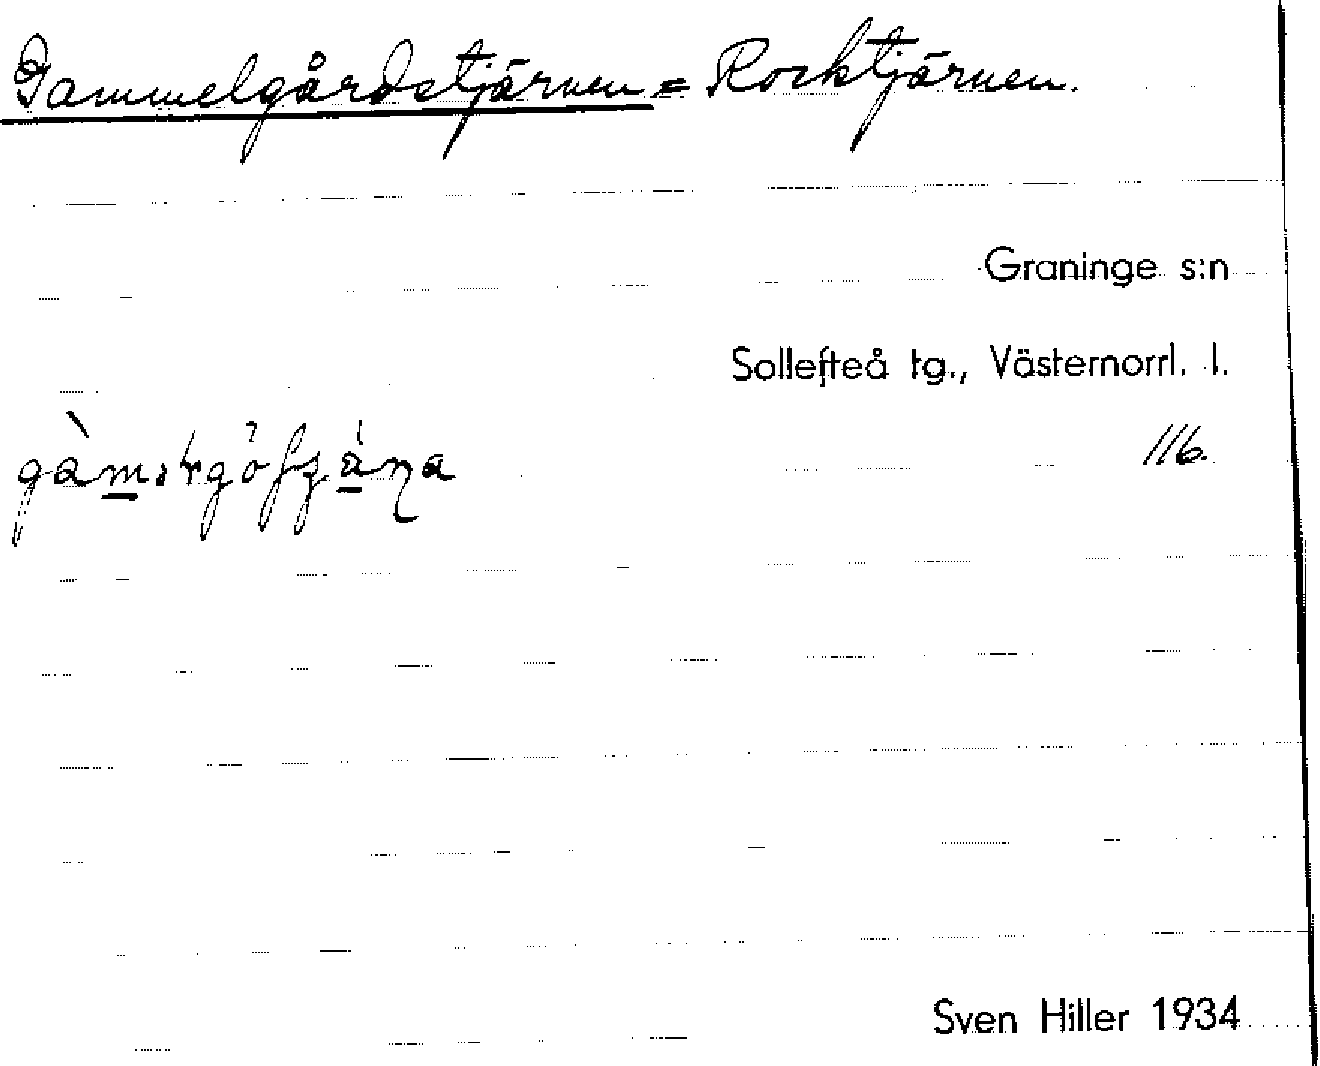 Gammelgårdstjärnen = Rocktjärnen.
Graninge s:n
Sollefteå tg., Västernorrl. l.
116
Sven Hiller 1934